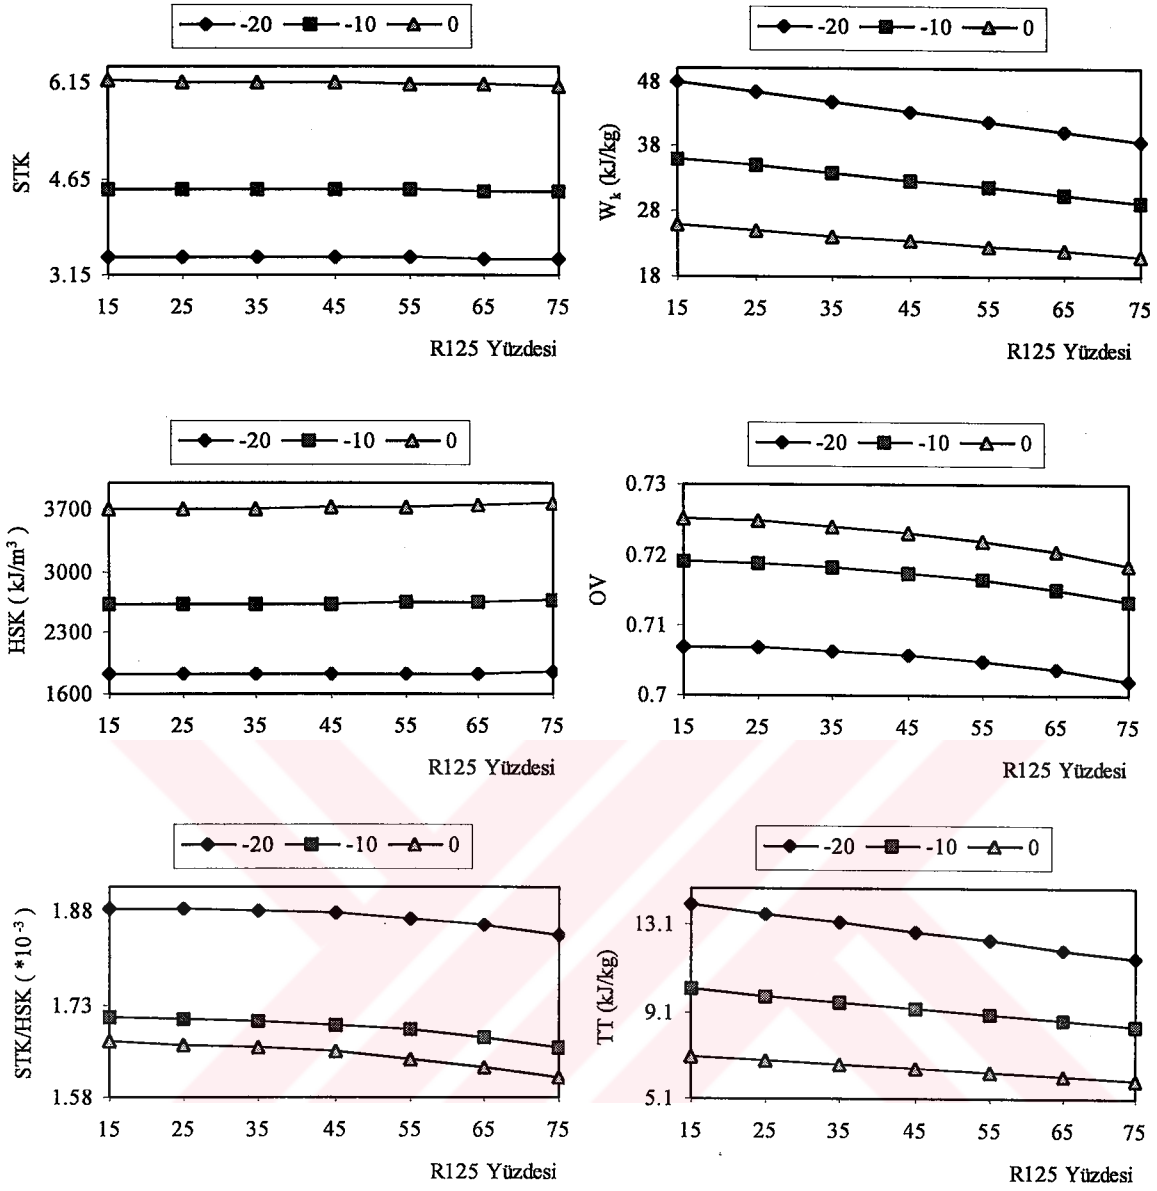 -20 -10 0
STK
6.15
4.65
3.15
15 25 35 45 55 65 75
R125 Yüzdesi
-20 -10 0
Wk (kJ/kg)
48
38
28
18
15 25 35 45 55 65 75
R125 Yüzdesi
-20 -10 0
HSK ( kJ/m³ )
3700
3000
2300
1600
15 25 35 45 55 65 75
R125 Yüzdesi
-20 -10 0
OV
0.73
0.72
0.71
0.7
15 25 35 45 55 65 75
R125 Yüzdesi
-20 -10 0
STK/HSK ( *10⁻³ )
1.88
1.73
1.58
15 25 35 45 55 65 75
R125 Yüzdesi
-20 -10 0
TT (kJ/kg)
13.1
9.1
5.1
15 25 35 45 55 65 75
R125 Yüzdesi